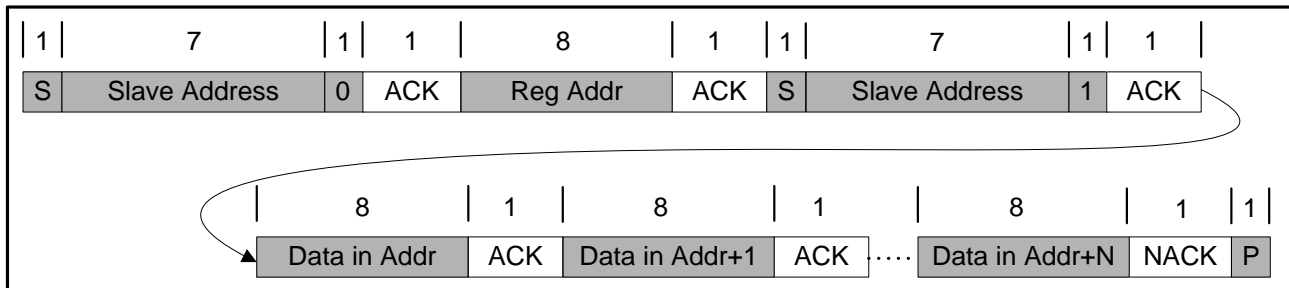 1 7 1 1 8 1 1 7 1 1
S Slave Address 0 ACK Reg Addr ACK S Slave Address 1 ACK
8 1 8 1 8 1 1
Data in Addr ACK Data in Addr+1 ACK ...... Data in Addr+N NACK P